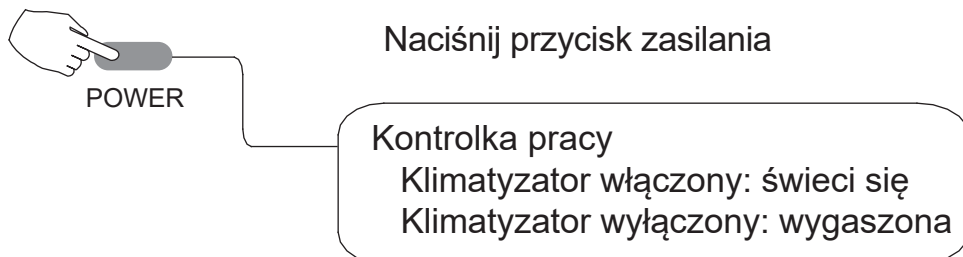 Naciśnij przycisk zasilania
POWER
Kontrolka pracy
Klimatyzator włączony: świeci się
Klimatyzator wyłączony: wygaszona